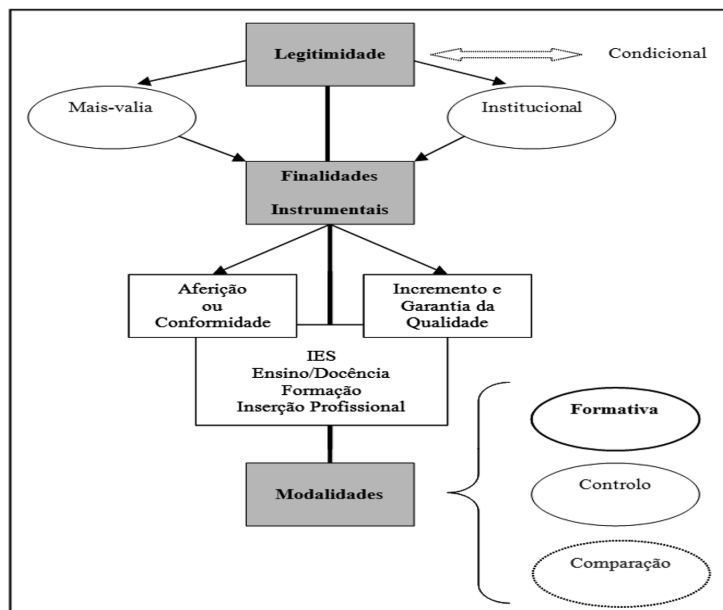 Legitimidade
Condicional
Mais-valia
Institucional
Finalidades
Instrumentais
Aferição
ou
Conformidade
Incremento e
Garantia da
Qualidade
IES
Ensino/Docência
Formação
Inserção Profissional
Formativa
Modalidades
Controlo
Comparação